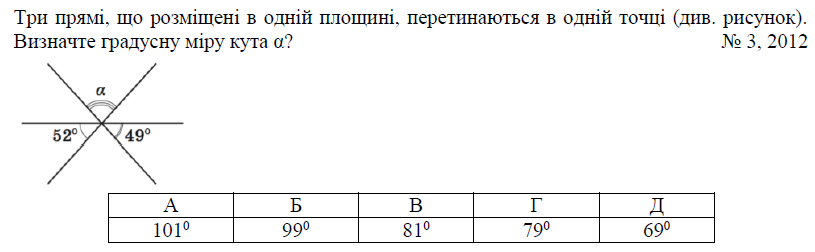 Три прямі, що розміщені в одній площині, перетинаються в одній точці (див. рисунок).
Визначте градусну міру кута α? № 3, 2012
α
52⁰ 49⁰
А Б В Г Д
101⁰ 99⁰ 81⁰ 79⁰ 69⁰